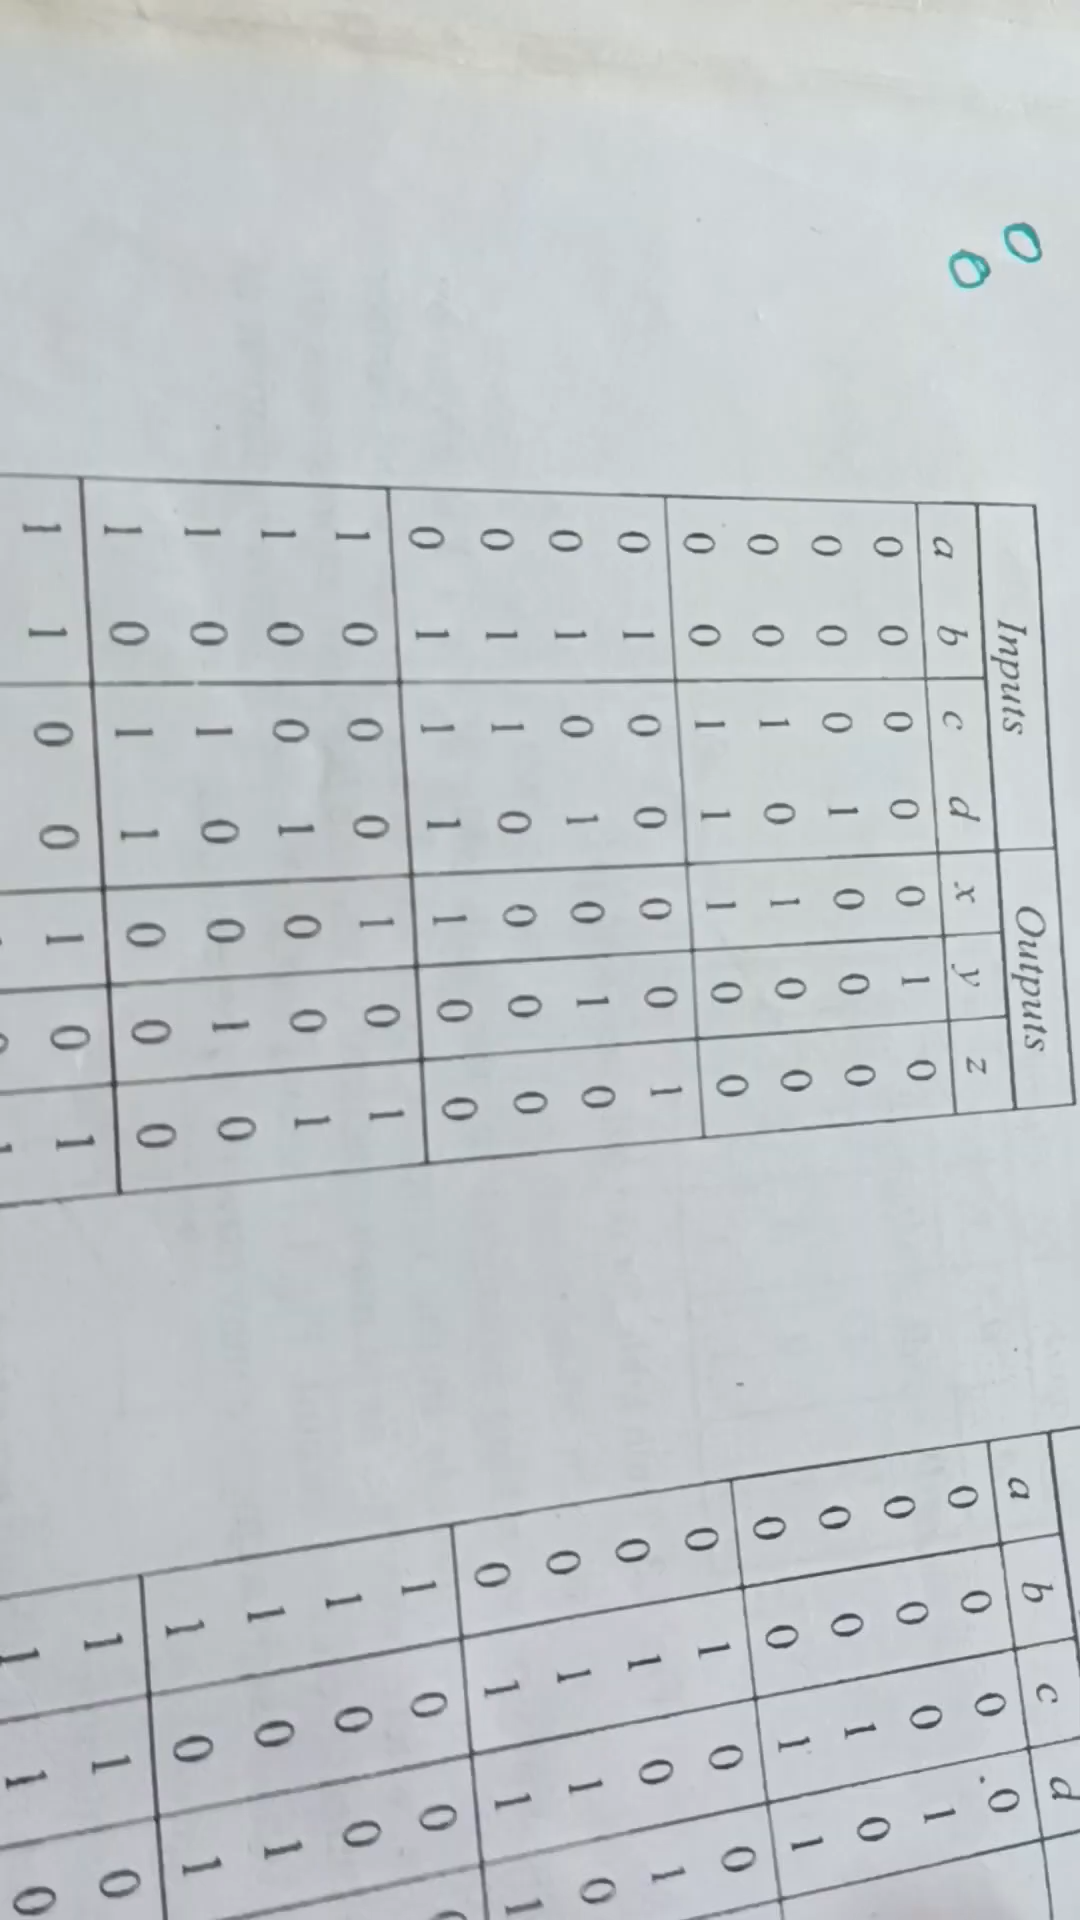 0
0
Inputs Outputs
a b c d x y z
0 0 0 0 0 1 0
0 0 0 1 0 0 0
0 0 1 0 1 0 0
0 0 1 1 1 0 0
0 1 0 0 0 0 1
0 1 0 1 0 1 0
0 1 1 0 0 0 0
0 1 1 1 1 0 0
1 0 0 0 1 0 1
1 0 0 1 0 0 1
1 0 1 0 0 1 0
1 0 1 1 0 0 0
1 1 0 0 1 0 1
a b c d
0 0 0 0
0 0 0 1
0 0 1 0
0 0 1 1
0 1 0 0
0 1 0 1
0 1 1 0
0 1 1 1
1 0 0
1 0 0
1 0 1
1 0 1
1 1 0
1 1 0